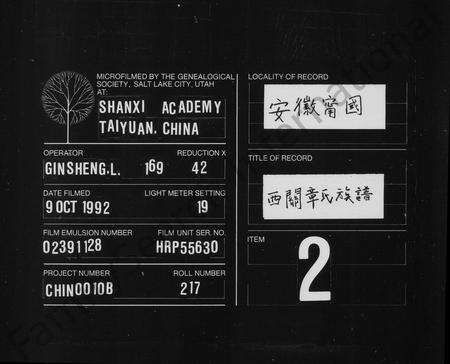 MICROFILMED BY THE GENEALOGICAL
SOCIETY, SALT LAKE CITY, UTAH
AT:
SHANXI ACADEMY
TAIYUAN, CHINA
OPERATOR REDUCTION X
GINSHENG.L. 169 42
DATE FILMED LIGHT METER SETTING
9 OCT 1992 19
FILM EMULSION NUMBER FILM UNIT SER. NO.
02391128 HRP55630
PROJECT NUMBER ROLL NUMBER
CHIN0010B 217
LOCALITY OF RECORD
安徽甯國
TITLE OF RECORD
西關章氏族譜
ITEM
2